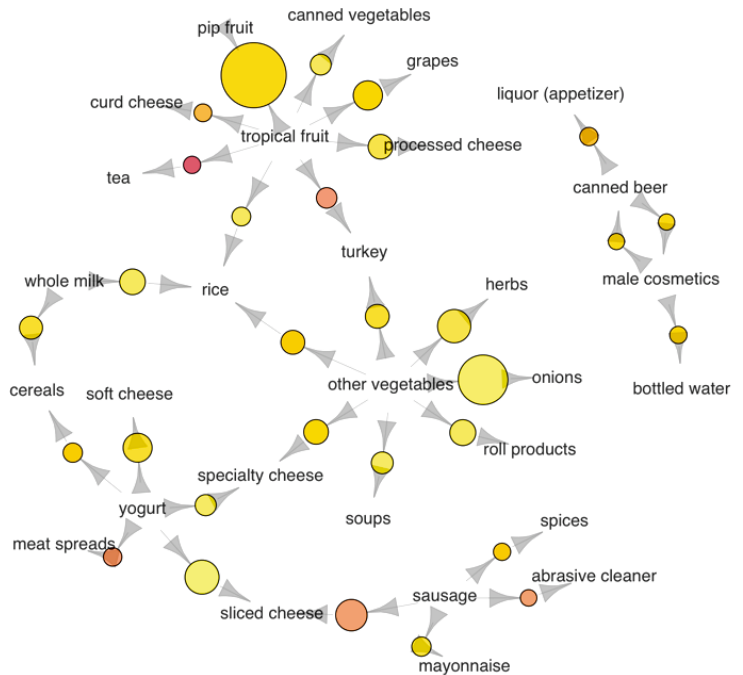 canned vegetables
pip fruit
grapes
liquor (appetizer)
curd cheese
tropical fruit
processed cheese
tea
canned beer
turkey
whole milk
rice
herbs
male cosmetics
cereals
soft cheese
other vegetables
onions
bottled water
roll products
specialty cheese
yogurt
soups
spices
meat spreads
abrasive cleaner
sausage
sliced cheese
mayonnaise